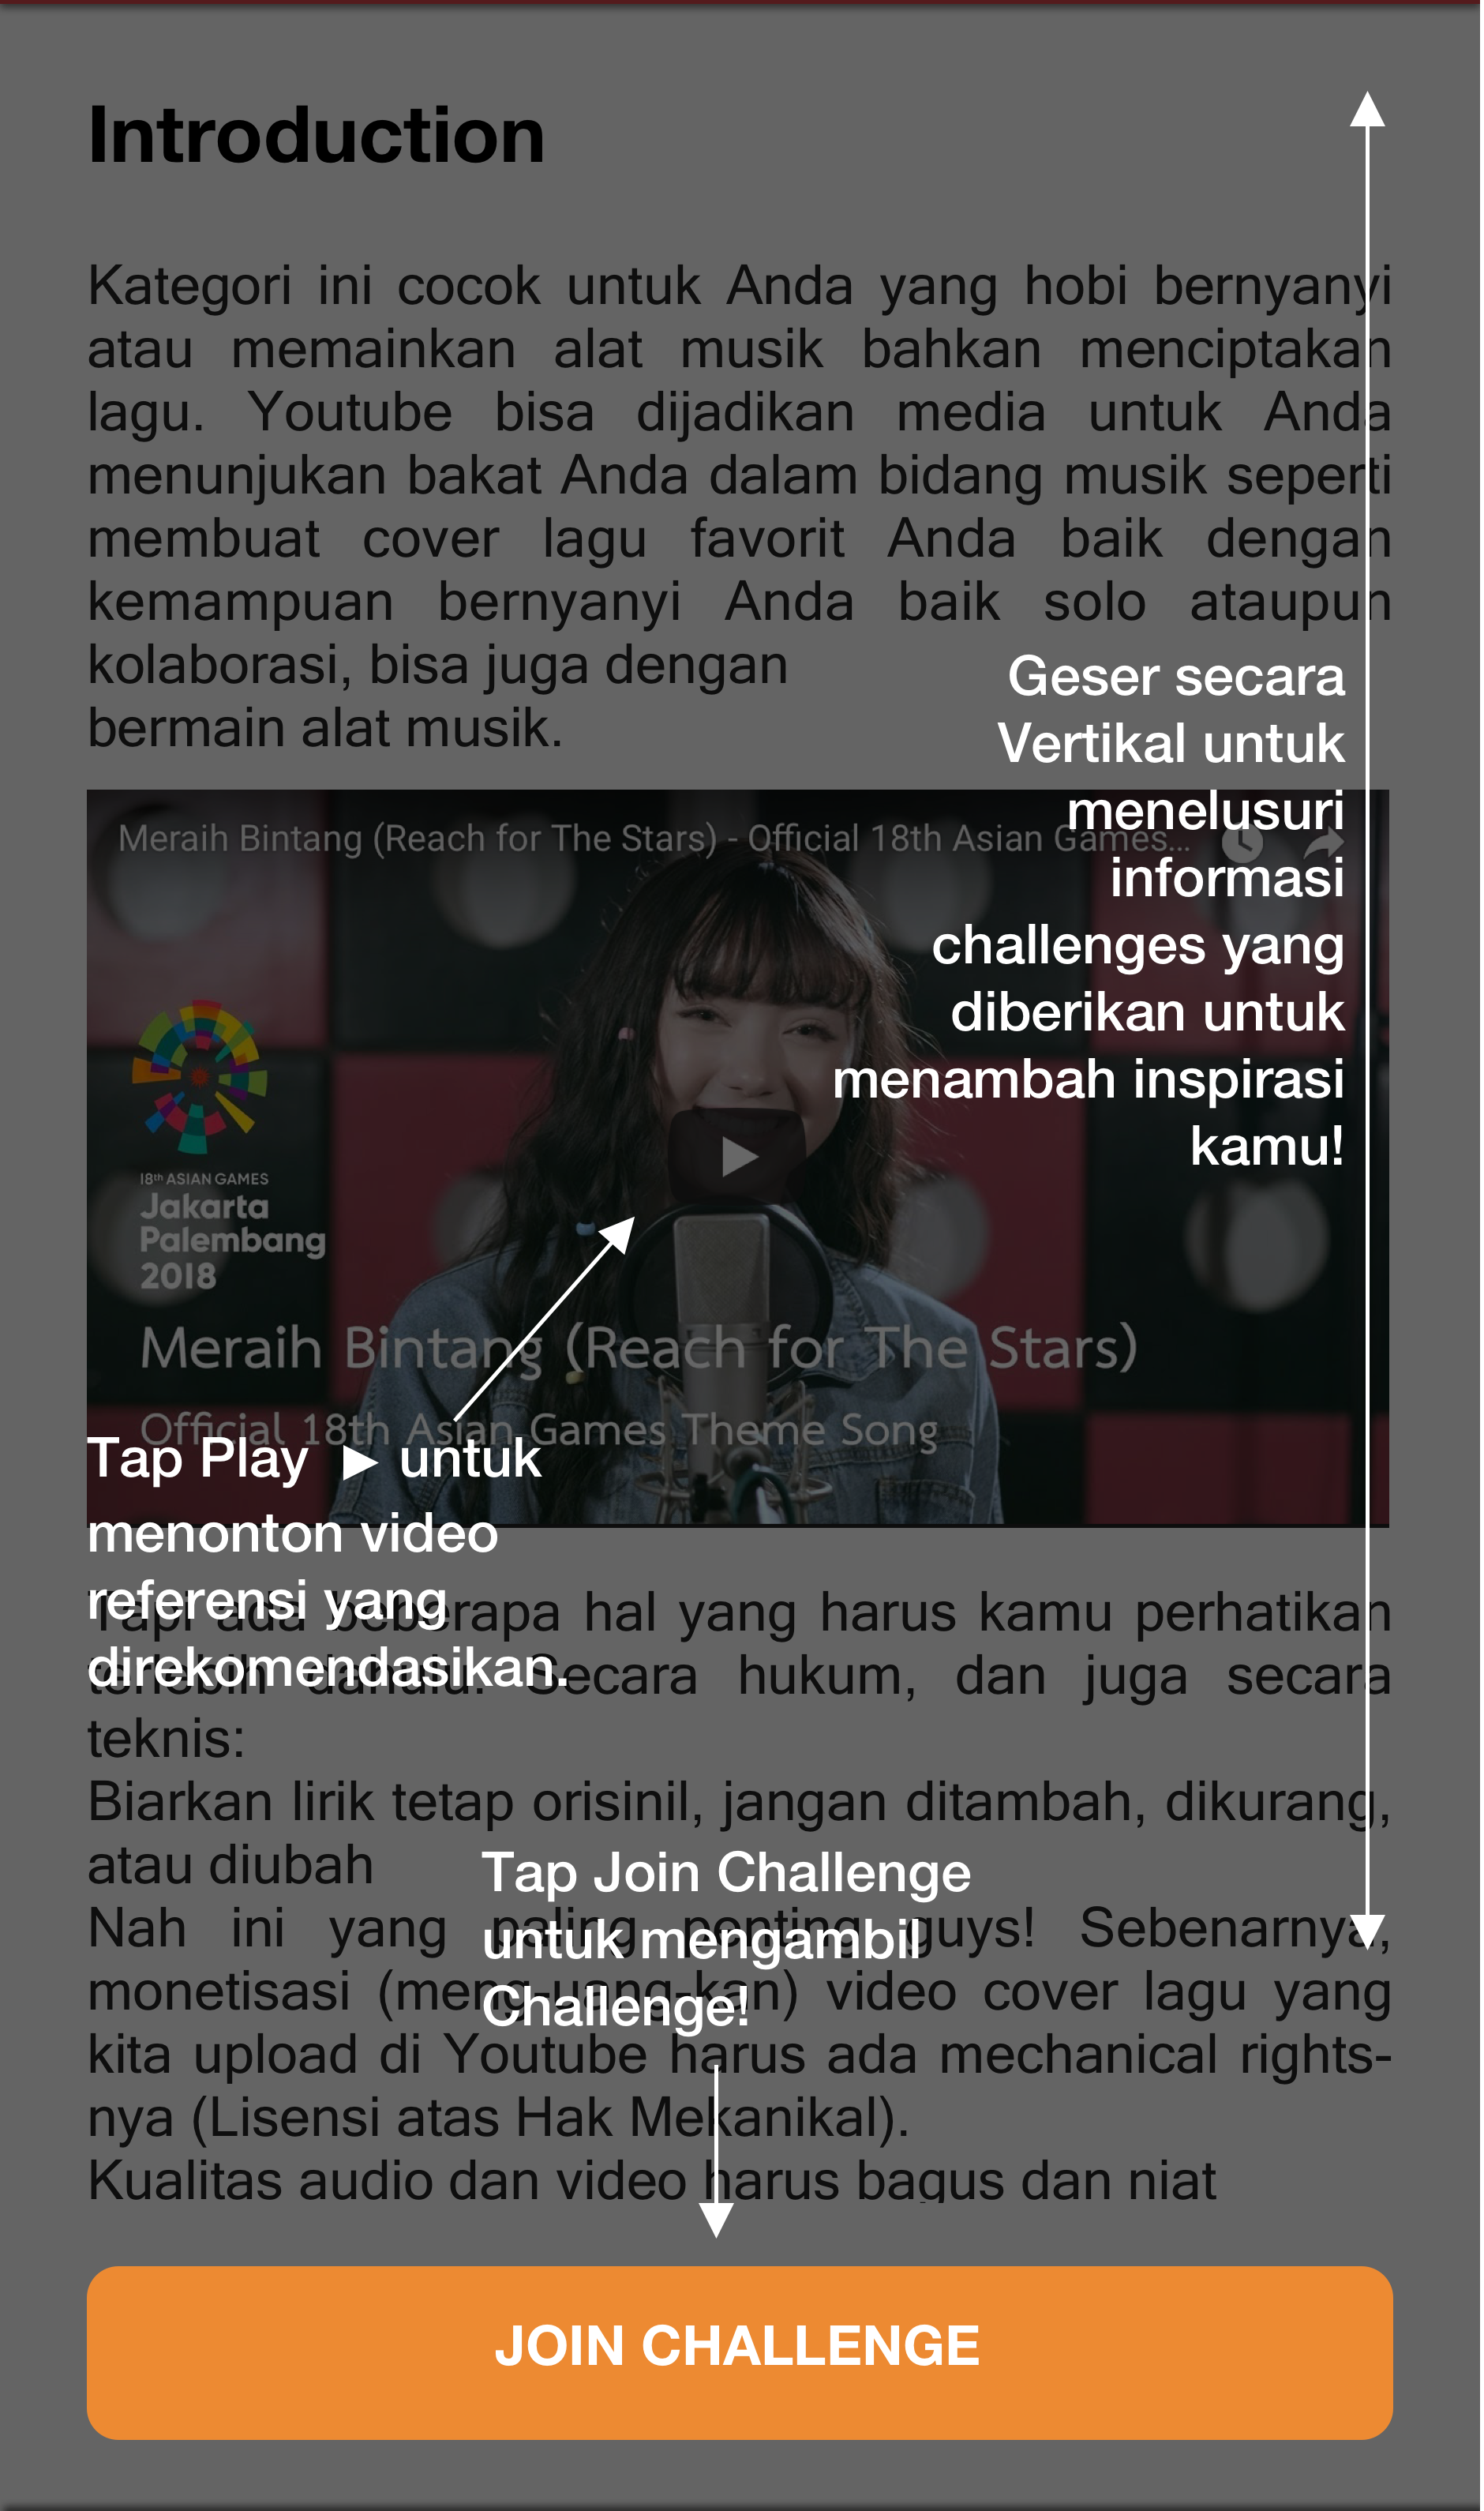 Introduction
Kategori ini cocok untuk Anda yang hobi bernyanyi
atau memainkan alat musik bahkan menciptakan
lagu. Youtube bisa dijadikan media untuk Anda
menunjukan bakat Anda dalam bidang musik seperti
membuat cover lagu favorit Anda baik dengan
kemampuan bernyanyi Anda baik solo ataupun
kolaborasi, bisa juga dengan
bermain alat musik.
Geser secara
Vertikal untuk
menelusuri
informasi
challenges yang
diberikan untuk
menambah inspirasi
kamu!
Meraih Bintang (Reach for The Stars) - Official 18th Asian Games...
18th ASIAN GAMES
Jakarta
Palembang
2018
Meraih Bintang (Reach for The Stars)
Official 18th Asian Games Theme Song
Tap Play ▶ untuk
menonton video
referensi yang
direkomendasikan.
Tapi ada beberapa hal yang harus kamu perhatikan
terlebih dahulu. Secara hukum, dan juga secara
teknis:
Biarkan lirik tetap orisinil, jangan ditambah, dikurang,
atau diubah
Nah ini yang paling penting guys! Sebenarnya,
monetisasi (meng-uang-kan) video cover lagu yang
kita upload di Youtube harus ada mechanical rights-
nya (Lisensi atas Hak Mekanikal).
Kualitas audio dan video harus bagus dan niat
Tap Join Challenge
untuk mengambil
Challenge!
JOIN CHALLENGE